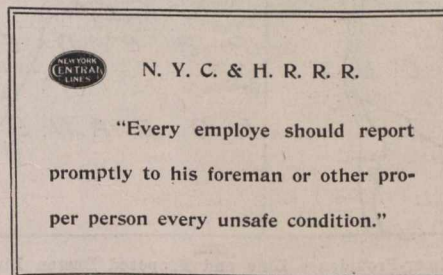 NEW YORK
CENTRAL
LINES
N. Y. C. & H. R. R. R.
“Every employe should report
promptly to his foreman or other pro-
per person every unsafe condition.”